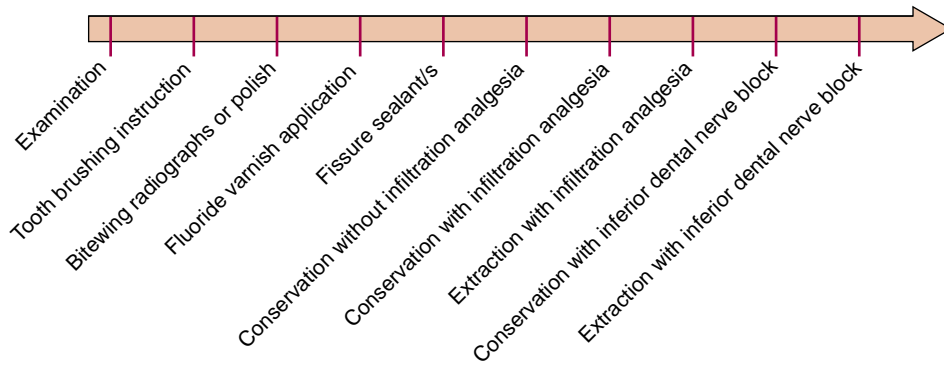 Examination
Tooth brushing instruction
Bitewing radiographs or polish
Fluoride varnish application
Fissure sealant/s
Conservation without infiltration analgesia
Conservation with infiltration analgesia
Extraction with infiltration analgesia
Conservation with inferior dental nerve block
Extraction with inferior dental nerve block